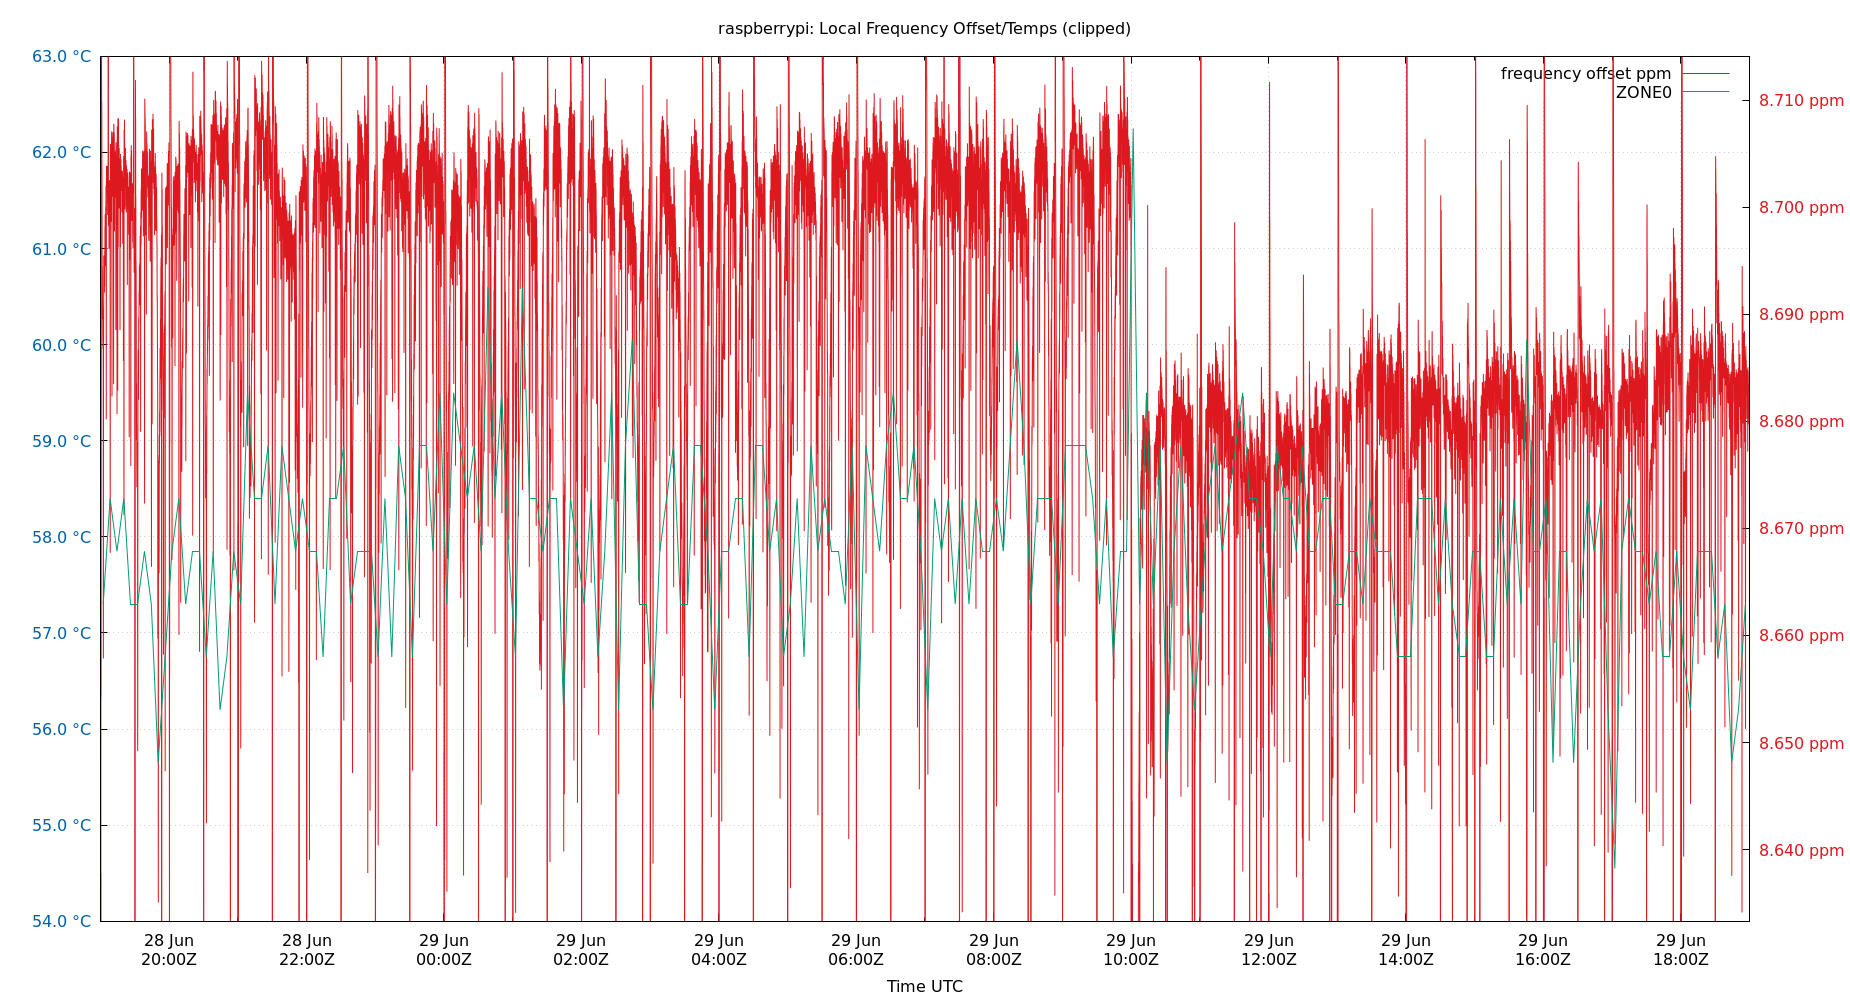 raspberrypi: Local Frequency Offset/Temps (clipped)
frequency offset ppm
ZONE0
63.0 °C
62.0 °C
61.0 °C
60.0 °C
59.0 °C
58.0 °C
57.0 °C
56.0 °C
55.0 °C
54.0 °C
8.710 ppm
8.700 ppm
8.690 ppm
8.680 ppm
8.670 ppm
8.660 ppm
8.650 ppm
8.640 ppm
28 Jun 28 Jun 29 Jun 29 Jun 29 Jun 29 Jun 29 Jun 29 Jun 29 Jun 29 Jun 29 Jun 29 Jun
20:00Z 22:00Z 00:00Z 02:00Z 04:00Z 06:00Z 08:00Z 10:00Z 12:00Z 14:00Z 16:00Z 18:00Z
Time UTC